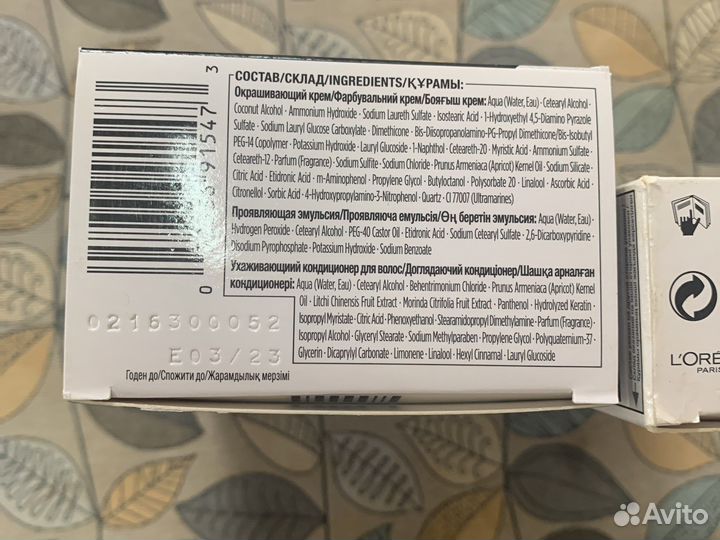 СОСТАВ/СКЛАД/INGREDIENTS/ҚҰРАМЫ:
Окрашивающий крем/Фарбувальний крем/Бояғыш крем: Aqua (Water, Eau) • Cetearyl Alcohol •
Coconut Alcohol • Ammonium Hydroxide • Sodium Laureth Sulfate • Isostearic Acid • 1-Hydroxyethyl 4,5-Diamino Pyrazole
Sulfate • Sodium Lauryl Glucose Carboxylate • Dimethicone • Bis-Diisopropanolamino-PG-Propyl Dimethicone/Bis-Isobutyl
PEG-14 Copolymer • Potassium Hydroxide • Lauryl Glucoside • 1-Naphthol • Ceteareth-20 • Myristic Acid • Ammonium Sulfate •
Ceteareth-12 • Parfum (Fragrance) • Sodium Sulfite • Sodium Chloride • Prunus Armeniaca (Apricot) Kernel Oil • Sodium Silicate •
Citric Acid • Etidronic Acid • m-Aminophenol • Propylene Glycol • Butyloctanol • Polysorbate 20 • Linalool • Ascorbic Acid •
Citronellol • Sorbic Acid • 4-Hydroxypropylamino-3-Nitrophenol • Quartz • CI 77007 (Ultramarines)
Проявляющая эмульсия/Проявляюча емульсія/Өң беретін эмульсия: Aqua (Water, Eau) •
Hydrogen Peroxide • Cetearyl Alcohol • PEG-40 Castor Oil • Etidronic Acid • Sodium Cetearyl Sulfate • 2,6-Dicarboxypyridine •
Disodium Pyrophosphate • Potassium Hydroxide • Sodium Benzoate
Ухаживающий кондиционер для волос/Доглядаючий кондиціонер/Шашқа арналған
кондиционері: Aqua (Water, Eau) • Cetearyl Alcohol • Behentrimonium Chloride • Prunus Armeniaca (Apricot) Kernel
Oil • Litchi Chinensis Fruit Extract • Morinda Citrifolia Fruit Extract • Panthenol • Hydrolyzed Keratin •
Isopropyl Myristate • Citric Acid • Phenoxyethanol • Stearamidopropyl Dimethylamine • Parfum (Fragrance) •
Isopropyl Alcohol • Glyceryl Stearate • Sodium Methylparaben • Propylene Glycol • Polyquaternium-37 •
Glycerin • Dicaprylyl Carbonate • Limonene • Linalool • Hexyl Cinnamal • Lauryl Glucoside
0216300052
E03/23
Годен до/Спожити до/Жарамдылық мерзімі
L'ORÉ
PARIS
Avito